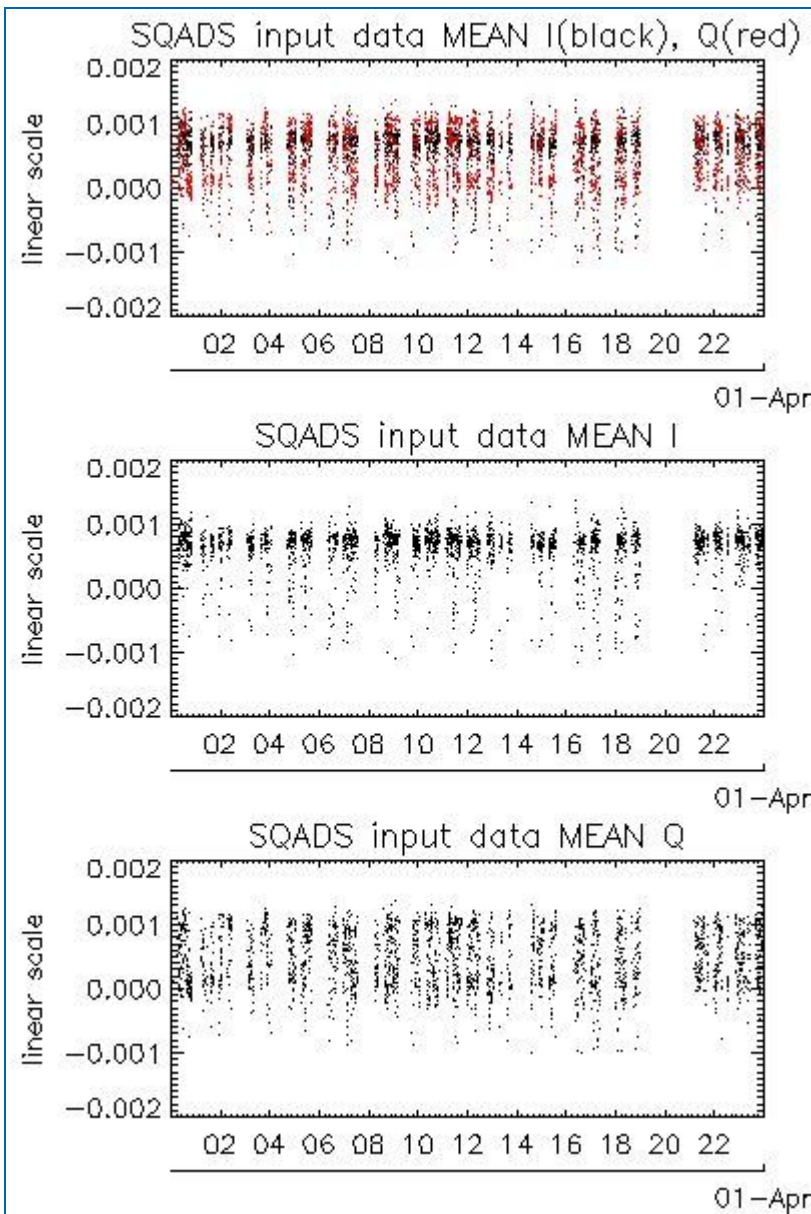 SQADS input data MEAN I(black), Q(red)
linear scale
0.002
0.001
0.000
-0.001
-0.002
02 04 06 08 10 12 14 16 18 20 22
01-Apr
SQADS input data MEAN I
linear scale
0.002
0.001
0.000
-0.001
-0.002
02 04 06 08 10 12 14 16 18 20 22
01-Apr
SQADS input data MEAN Q
linear scale
0.002
0.001
0.000
-0.001
-0.002
02 04 06 08 10 12 14 16 18 20 22
01-Apr